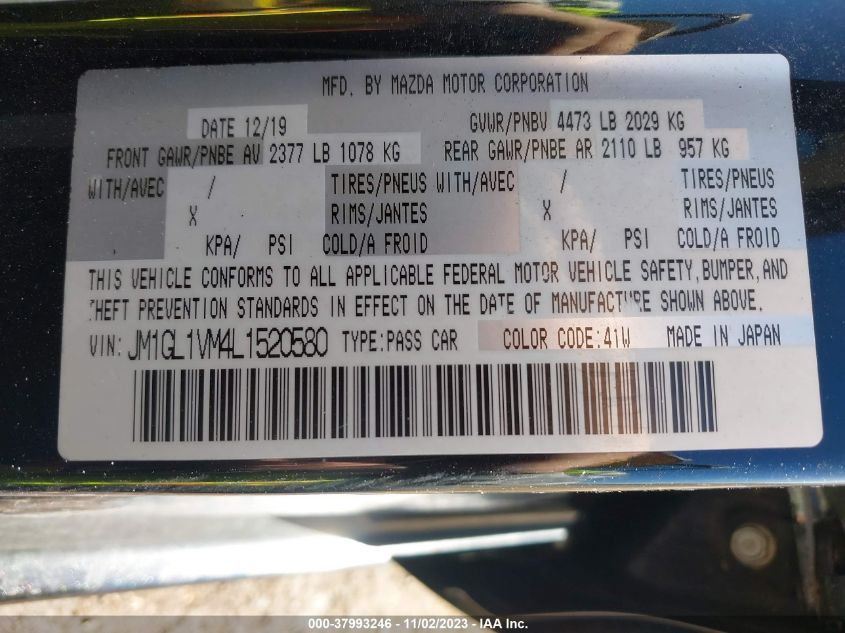 MFD. BY MAZDA MOTOR CORPORATION
DATE 12/19 GVWR/PNBV 4473 LB 2029 KG
FRONT GAWR/PNBE AV 2377 LB 1078 KG REAR GAWR/PNBE AR 2110 LB 957 KG
WITH/AVEC / TIRES/PNEUS WITH/AVEC / TIRES/PNEUS
X RIMS/JANTES X RIMS/JANTES
KPA/ PSI COLD/A FROID KPA/ PSI COLD/A FROID
THIS VEHICLE CONFORMS TO ALL APPLICABLE FEDERAL MOTOR VEHICLE SAFETY, BUMPER, AND
THEFT PREVENTION STANDARDS IN EFFECT ON THE DATE OF MANUFACTURE SHOWN ABOVE.
VIN: JM1GL1VM4L1520580 TYPE:PASS CAR COLOR CODE:41W MADE IN JAPAN
000-37993246 - 11/02/2023 - IAA Inc.